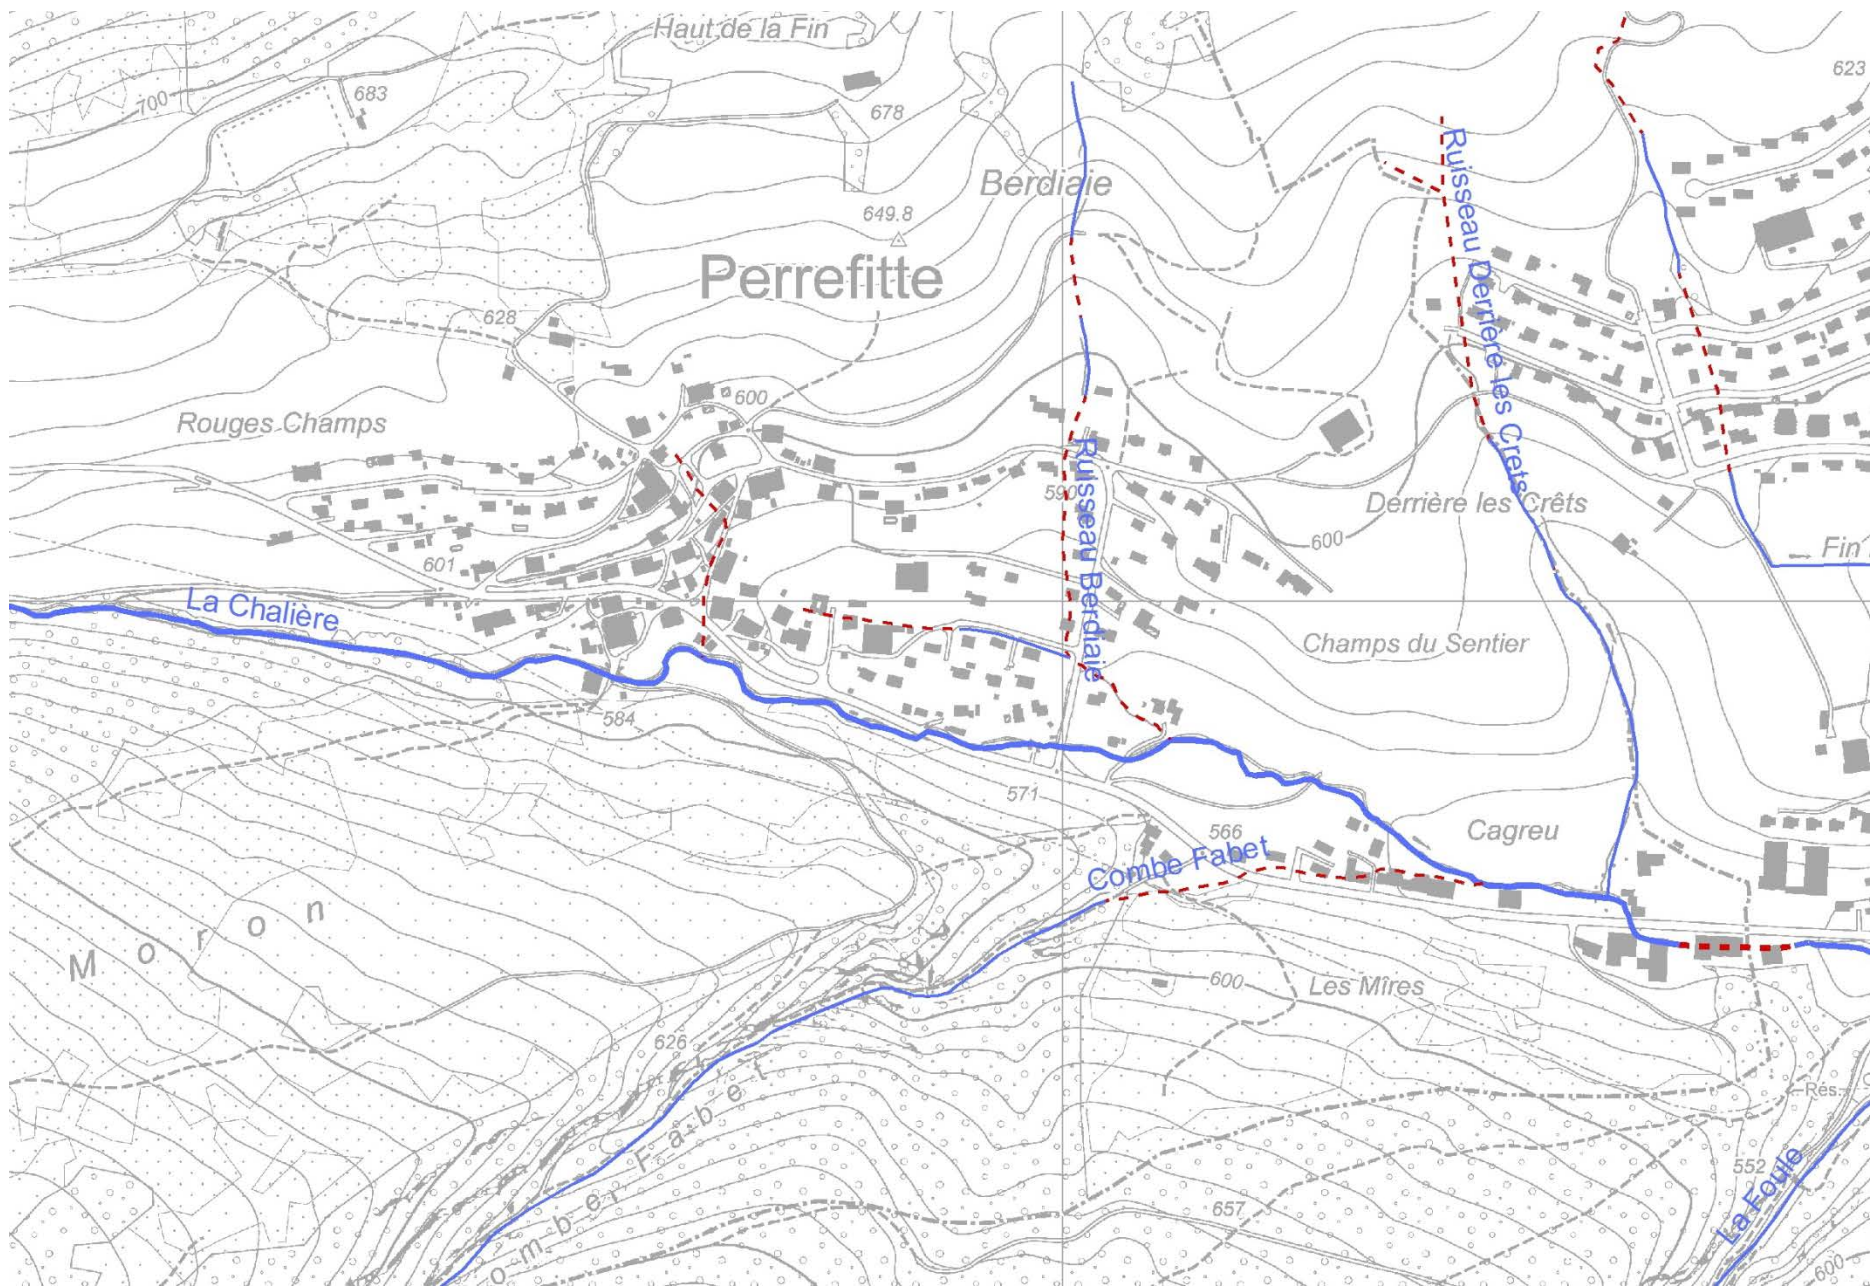 Haut de la Fin
623
700
683
678
Berdiaie
649.8
Ruisseau Derrière les Crêts
Perrefitte
628
600
Rouges Champs
Ruisseau Berdiaie
590
Derrière les Crêts
600
Fin
601
La Chalière
Champs du Sentier
584
571
566
Cagreu
Combe Fabet
Moron
600
Les Mîres
626
Rés.
ombe Fabet
552
La Foule
657
600